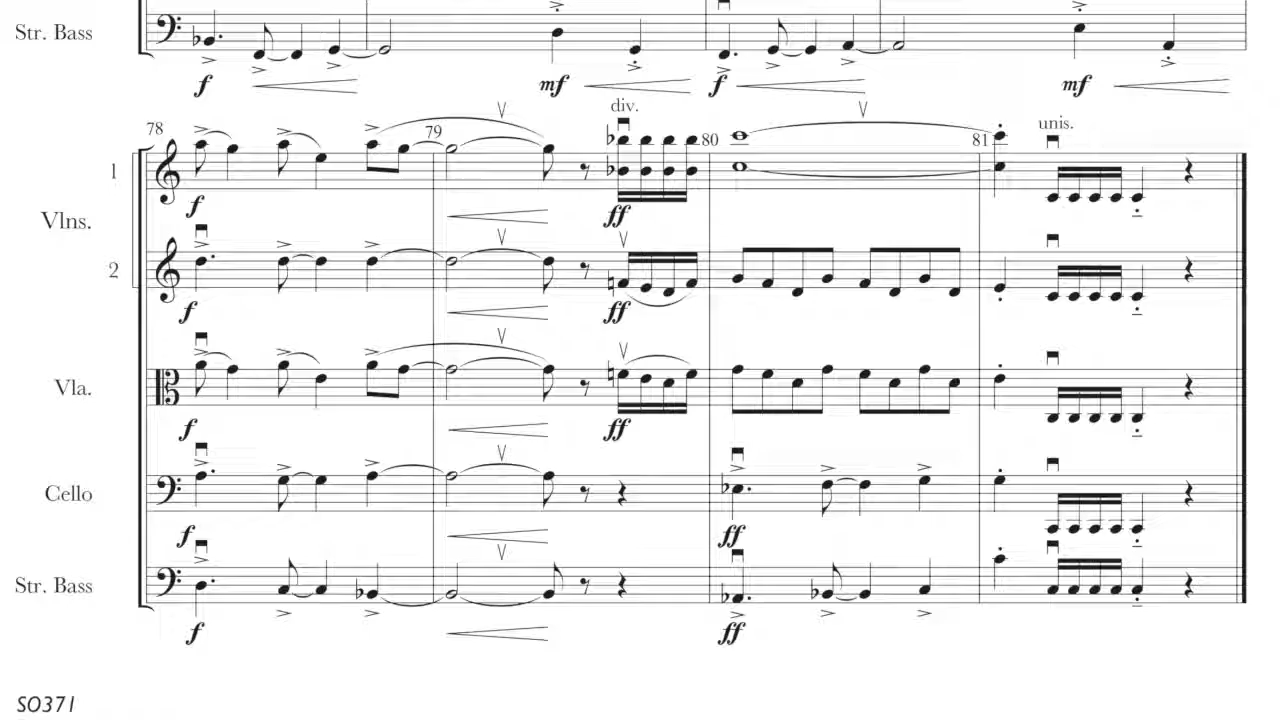 Str. Bass
f mf f mf
div.
78 79 80 81 unis.
1
f ff
Vlns.
2
f ff
Vla.
f ff
Cello
f ff
Str. Bass
f ff
SO371